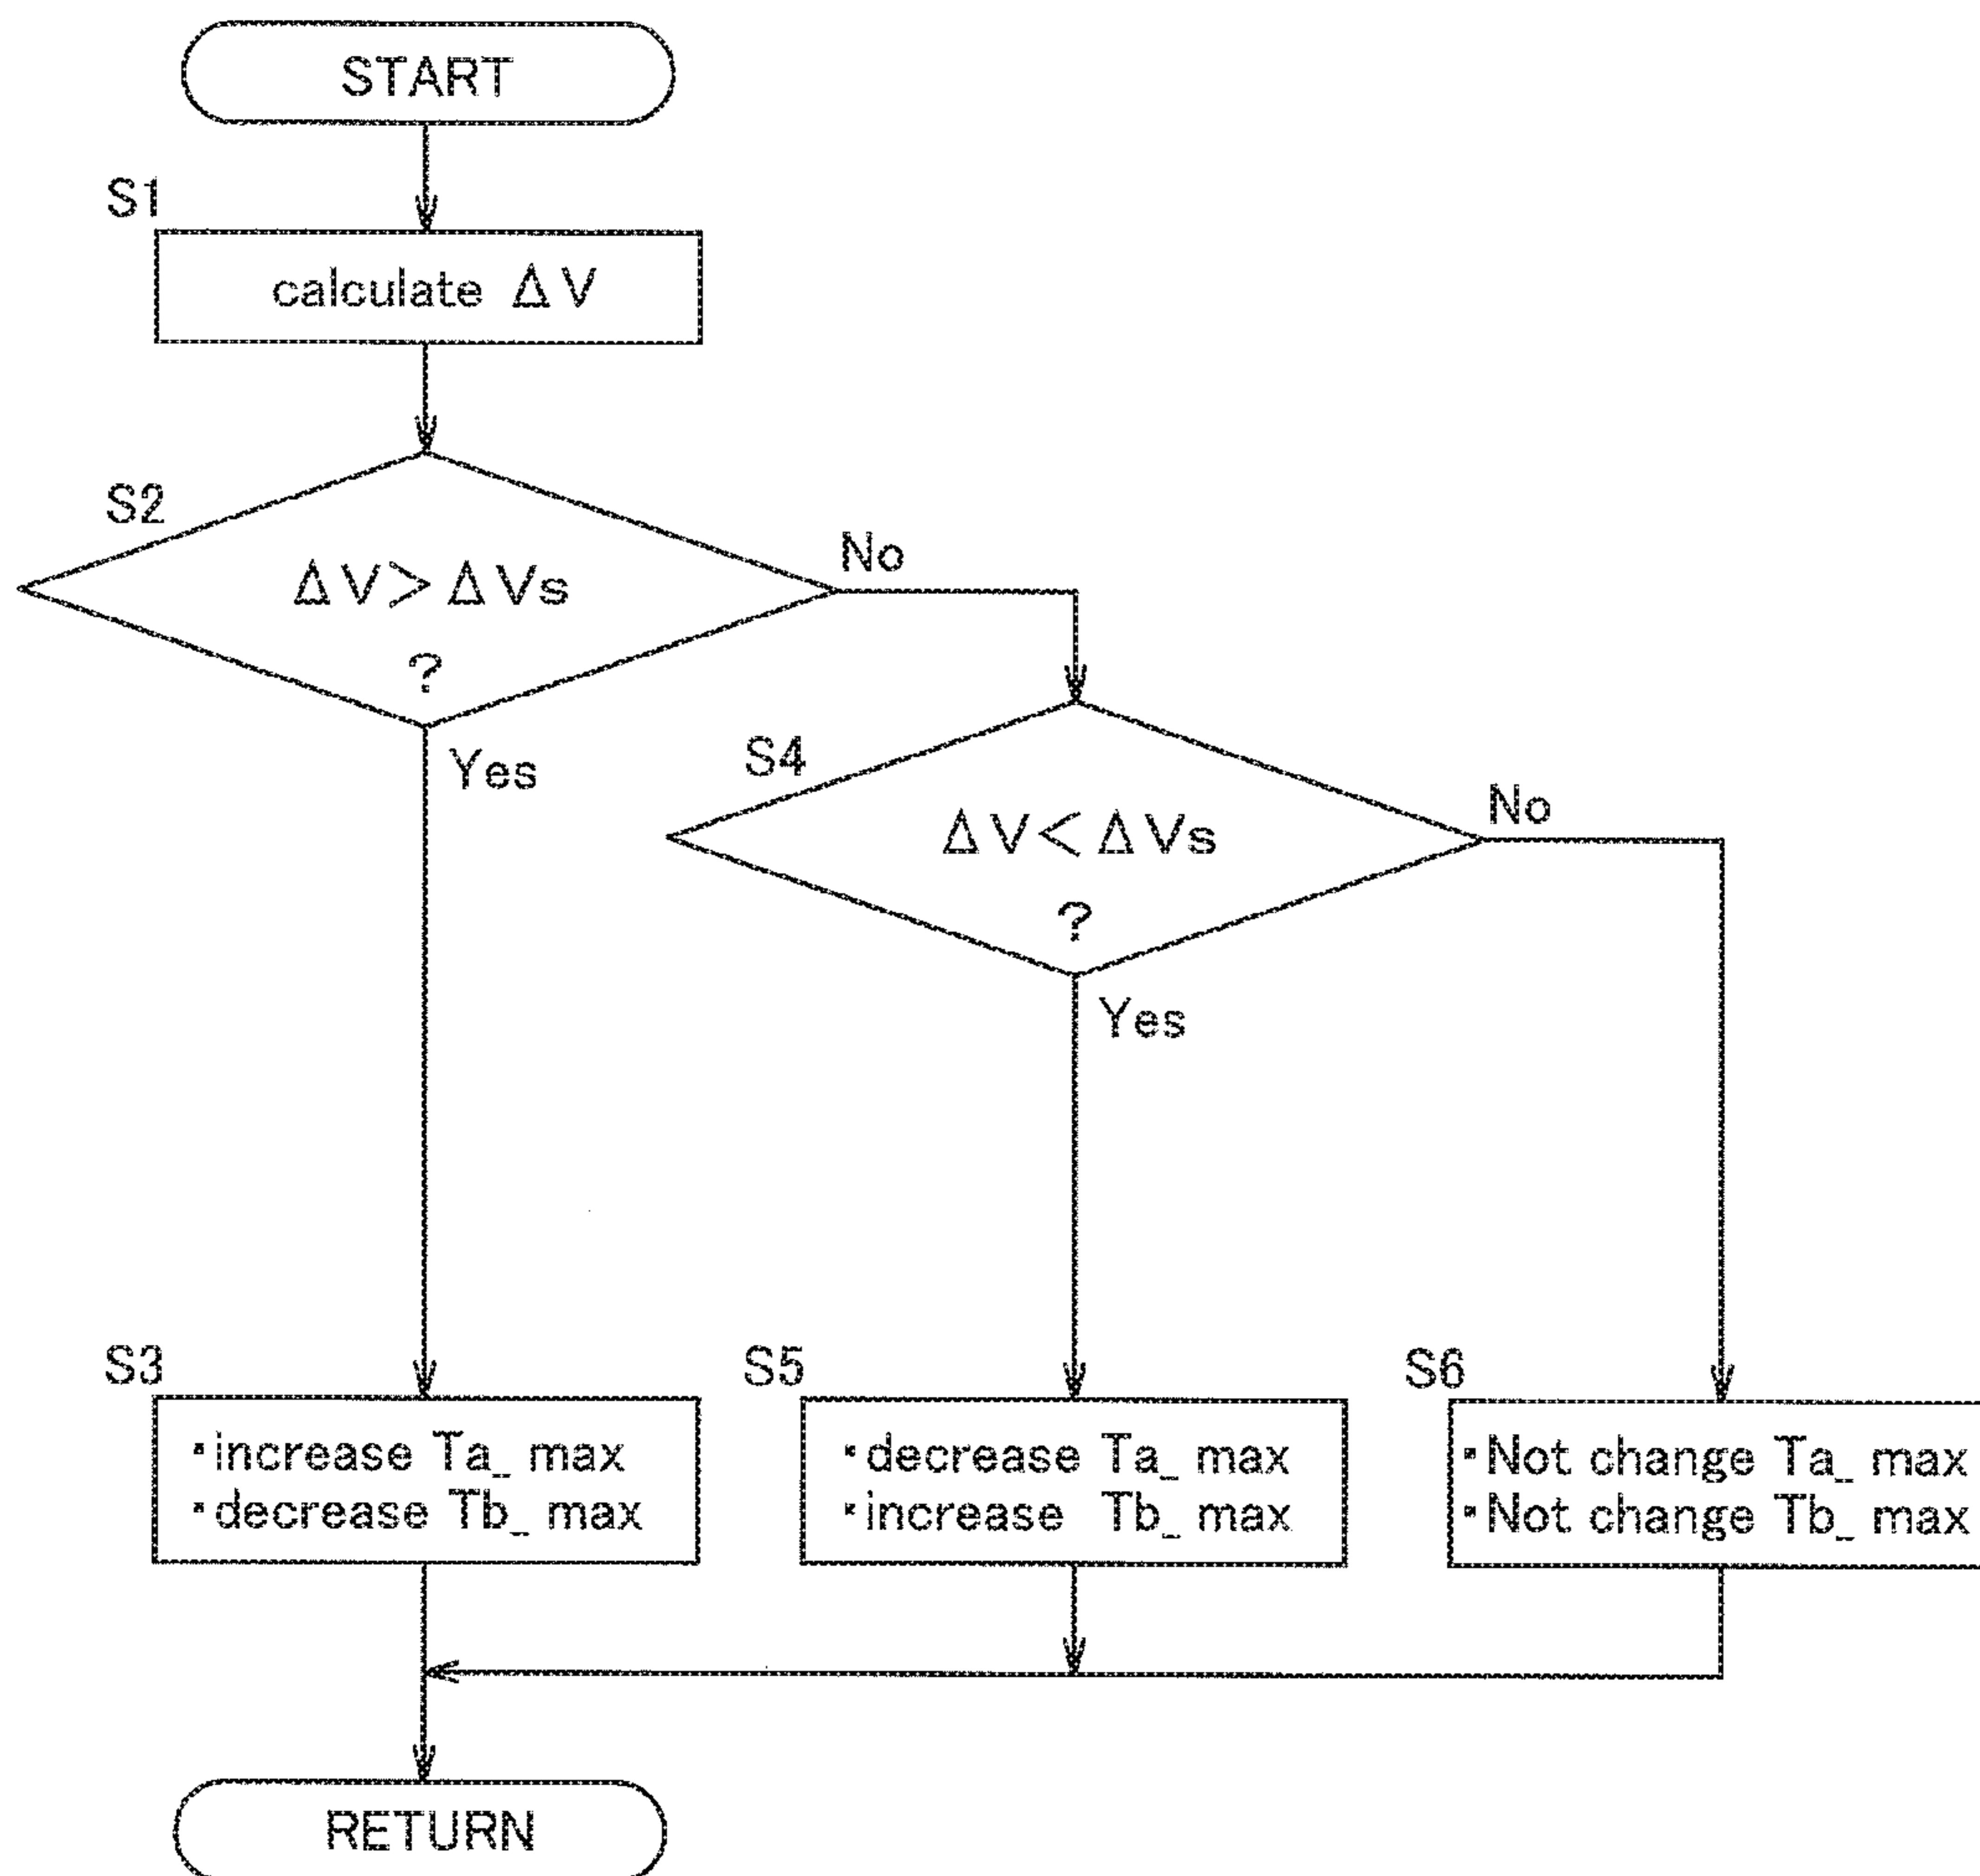 START
S1
calculate ΔV
S2
ΔV>ΔVs
?
No
Yes
S4
ΔV<ΔVs
?
No
Yes
S3
▪increase Ta_ max
▪decrease Tb_ max
S5
▪decrease Ta_ max
▪increase Tb_ max
S6
▪Not change Ta_ max
▪Not change Tb_ max
RETURN